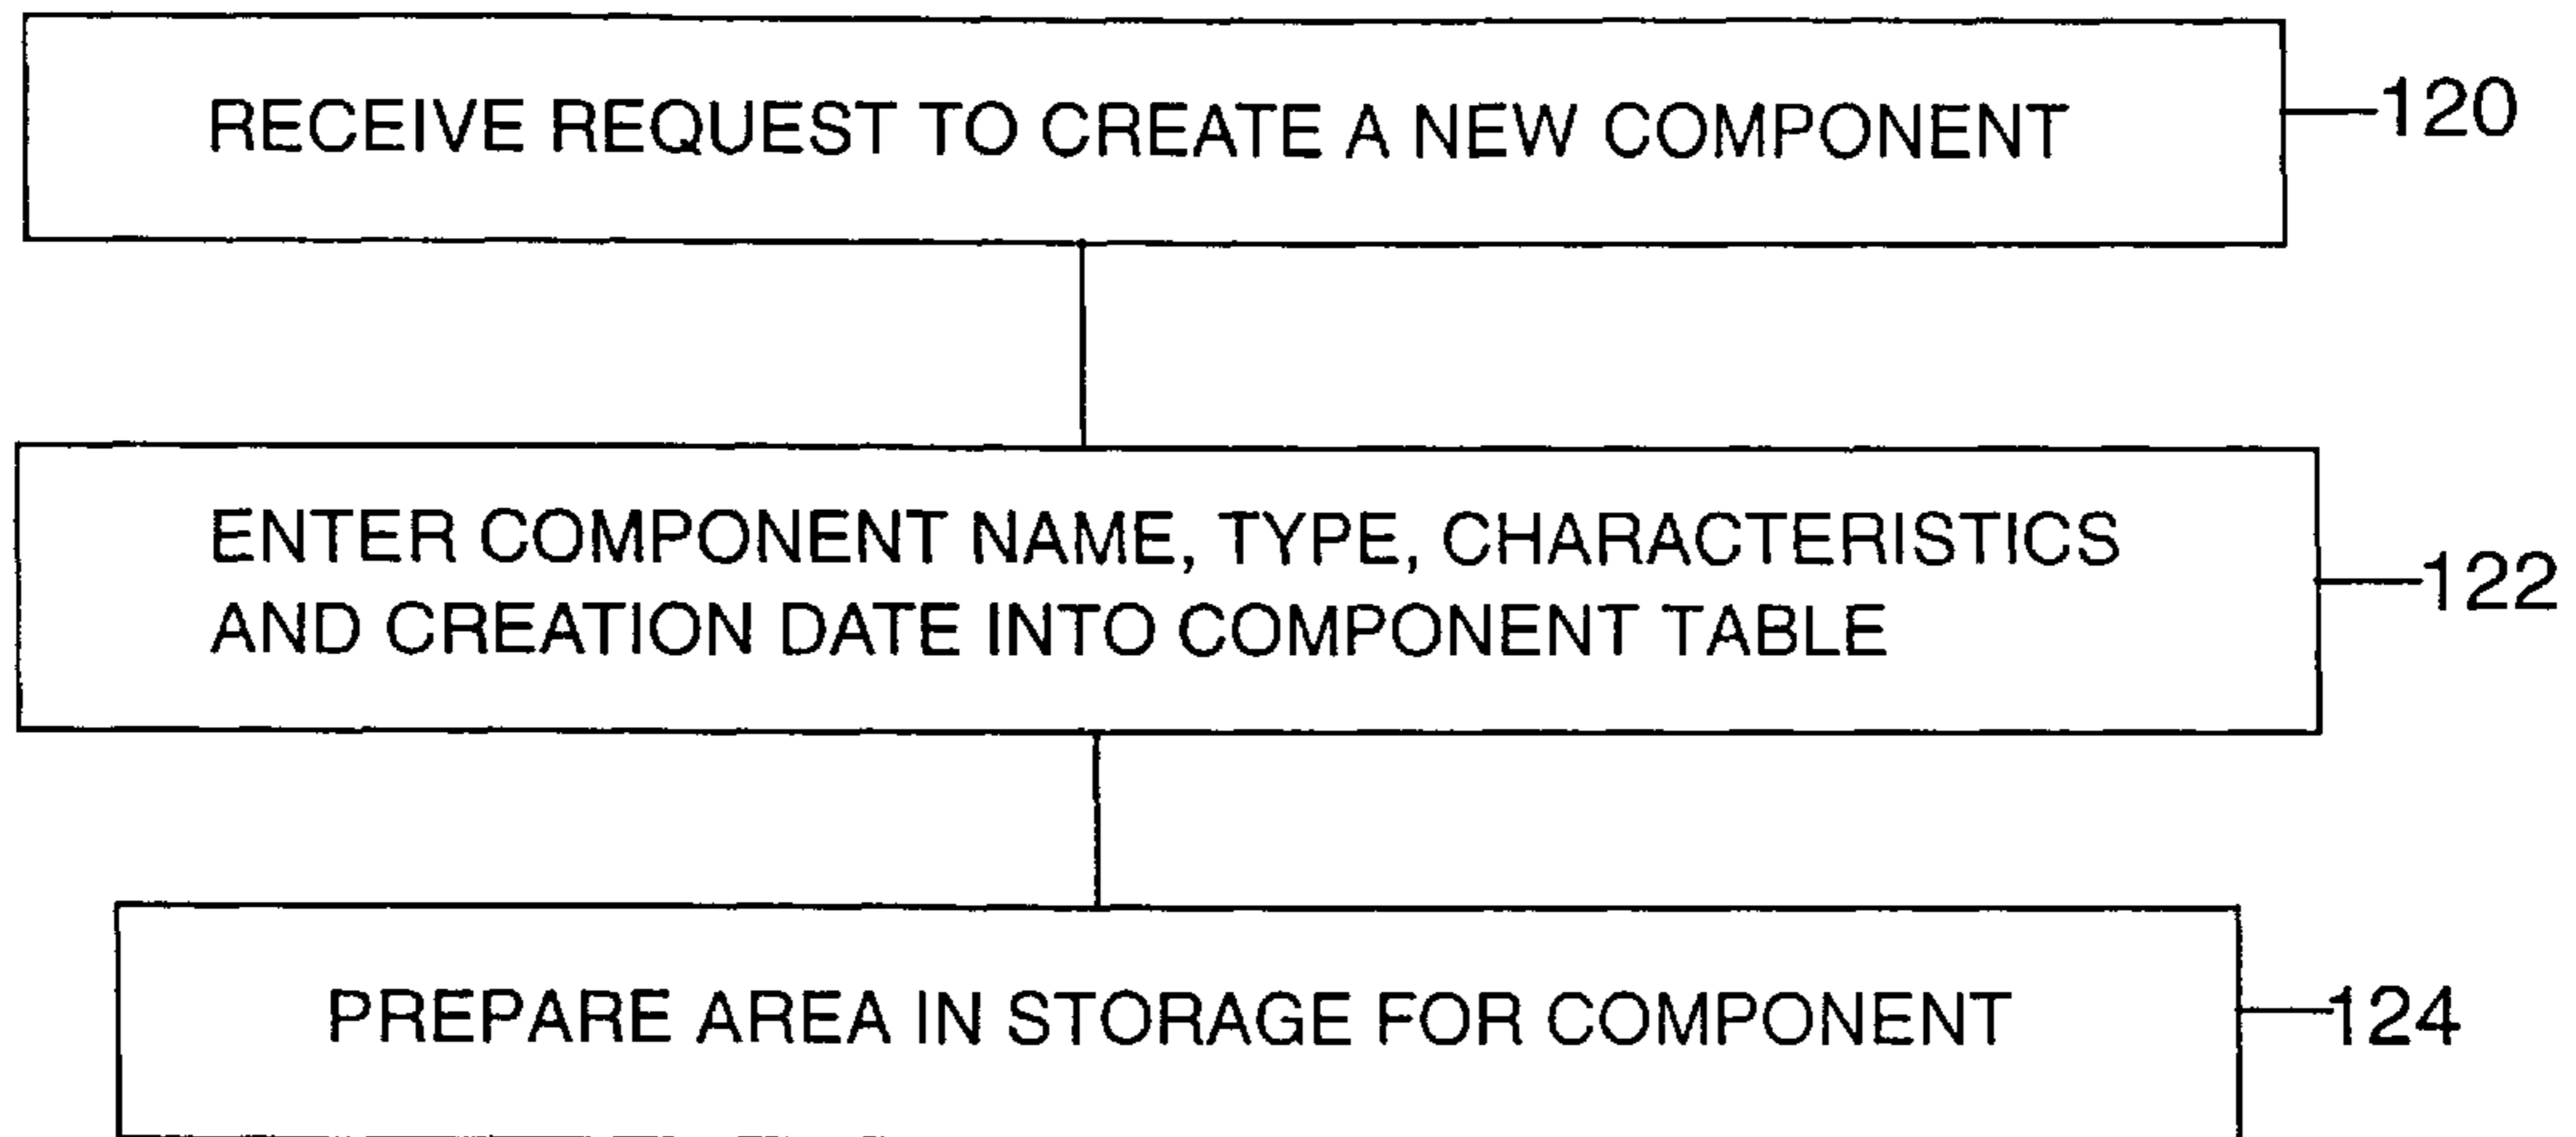 RECEIVE REQUEST TO CREATE A NEW COMPONENT
120
ENTER COMPONENT NAME, TYPE, CHARACTERISTICS
AND CREATION DATE INTO COMPONENT TABLE
122
PREPARE AREA IN STORAGE FOR COMPONENT
124